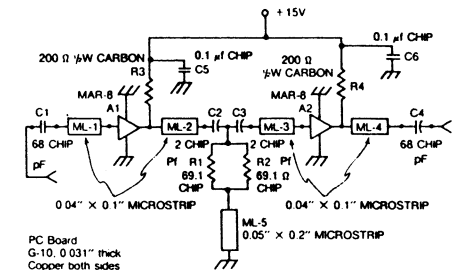 + 15V
200 Ω
½W CARBON
R3
0.1 μf CHIP
C5
200 Ω
½W CARBON
R4
0.1 μf CHIP
C6
MAR-8
A1
MAR-8
A2
C1
68 CHIP
pF
ML-1
ML-2
C2
C3
2 CHIP
Pf
2 CHIP
Pf
ML-3
ML-4
C4
68 CHIP
pF
R1
69.1
CHIP
R2
69.1 Ω
CHIP
0.04" × 0.1" MICROSTRIP
0.04" × 0.1" MICROSTRIP
ML-5
0.05" × 0.2" MICROSTRIP
PC Board
G-10, 0 031" thick
Copper both sides